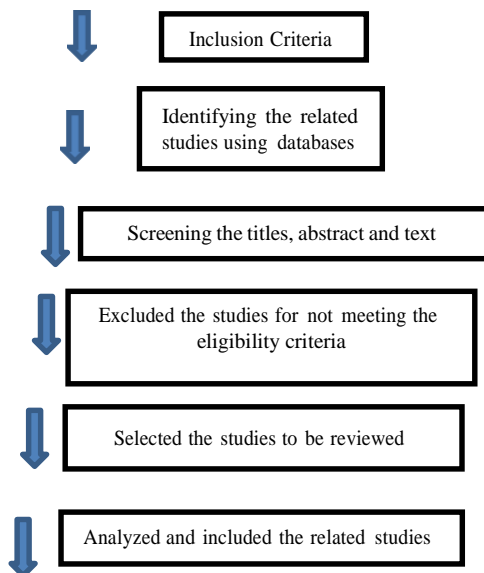 Inclusion Criteria
Identifying the related
studies using databases
Screening the titles, abstract and text
Excluded the studies for not meeting the
eligibility criteria
Selected the studies to be reviewed
Analyzed and included the related studies